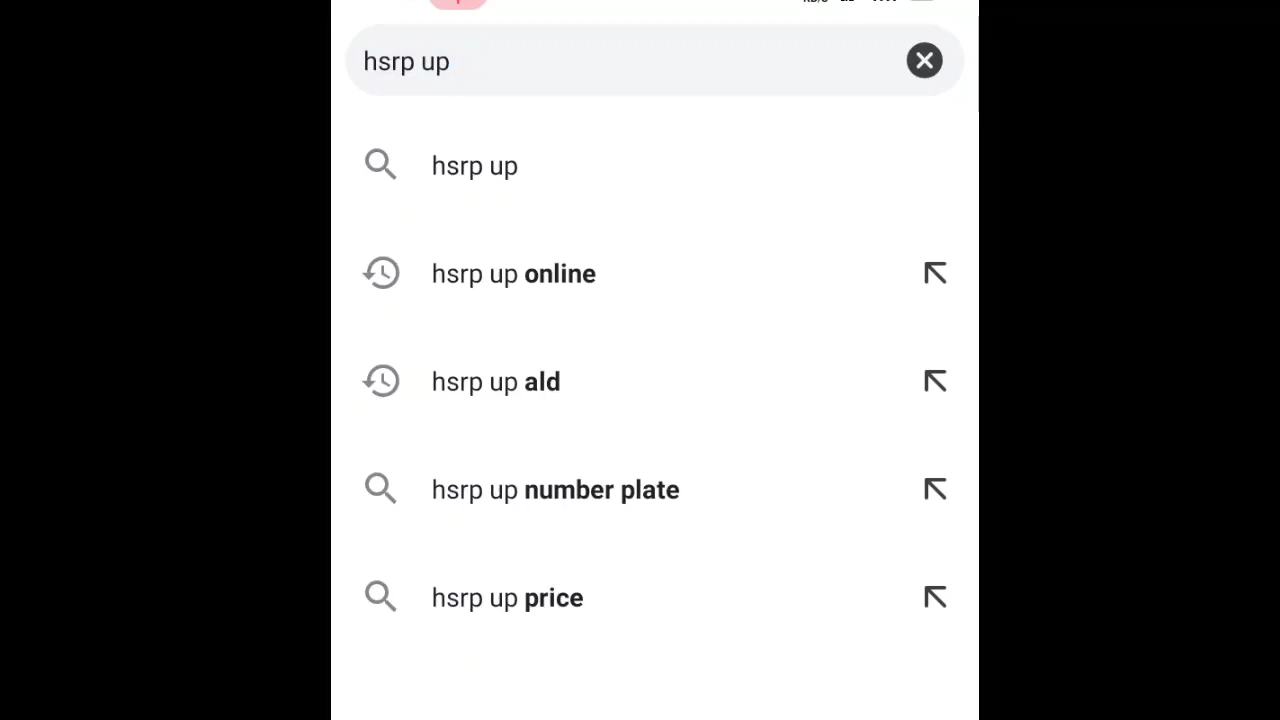 hsrp up
hsrp up
hsrp up online
hsrp up ald
hsrp up number plate
hsrp up price